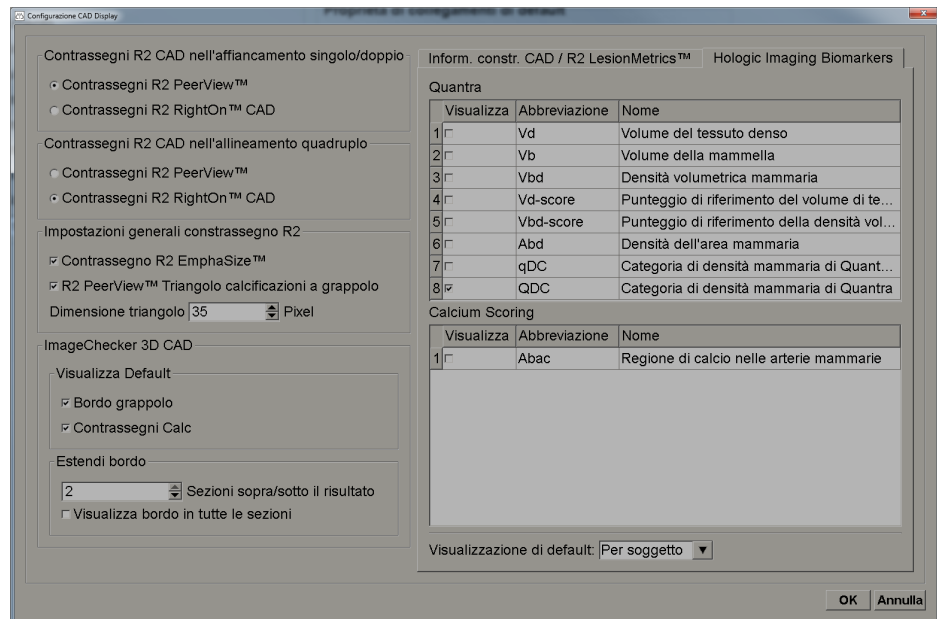 Proprietà di collegamenti di default
Configurazione CAD Display
Contrassegni R2 CAD nell'affiancamento singolo/doppio
Contrassegni R2 PeerView™
Contrassegni R2 RightOn™ CAD
Contrassegni R2 CAD nell'allineamento quadruplo
Contrassegni R2 PeerView™
Contrassegni R2 RightOn™ CAD
Impostazioni generali constrassegno R2
Contrassegno R2 EmphaSize™
R2 PeerView™ Triangolo calcificazioni a grappolo
Dimensione triangolo 35 Pixel
ImageChecker 3D CAD
Visualizza Default
Bordo grappolo
Contrassegni Calc
Estendi bordo
2 Sezioni sopra/sotto il risultato
Visualizza bordo in tutte le sezioni
Inform. constr. CAD / R2 LesionMetrics™ Hologic Imaging Biomarkers
Quantra
Visualizza Abbreviazione Nome
1 Vd Volume del tessuto denso
2 Vb Volume della mammella
3 Vbd Densità volumetrica mammaria
4 Vd-score Punteggio di riferimento del volume di te...
5 Vbd-score Punteggio di riferimento della densità vol...
6 Abd Densità dell'area mammaria
7 qDC Categoria di densità mammaria di Quant...
8 QDC Categoria di densità mammaria di Quantra
Calcium Scoring
Visualizza Abbreviazione Nome
1 Abac Regione di calcio nelle arterie mammarie
Visualizzazione di default: Per soggetto
OK Annulla